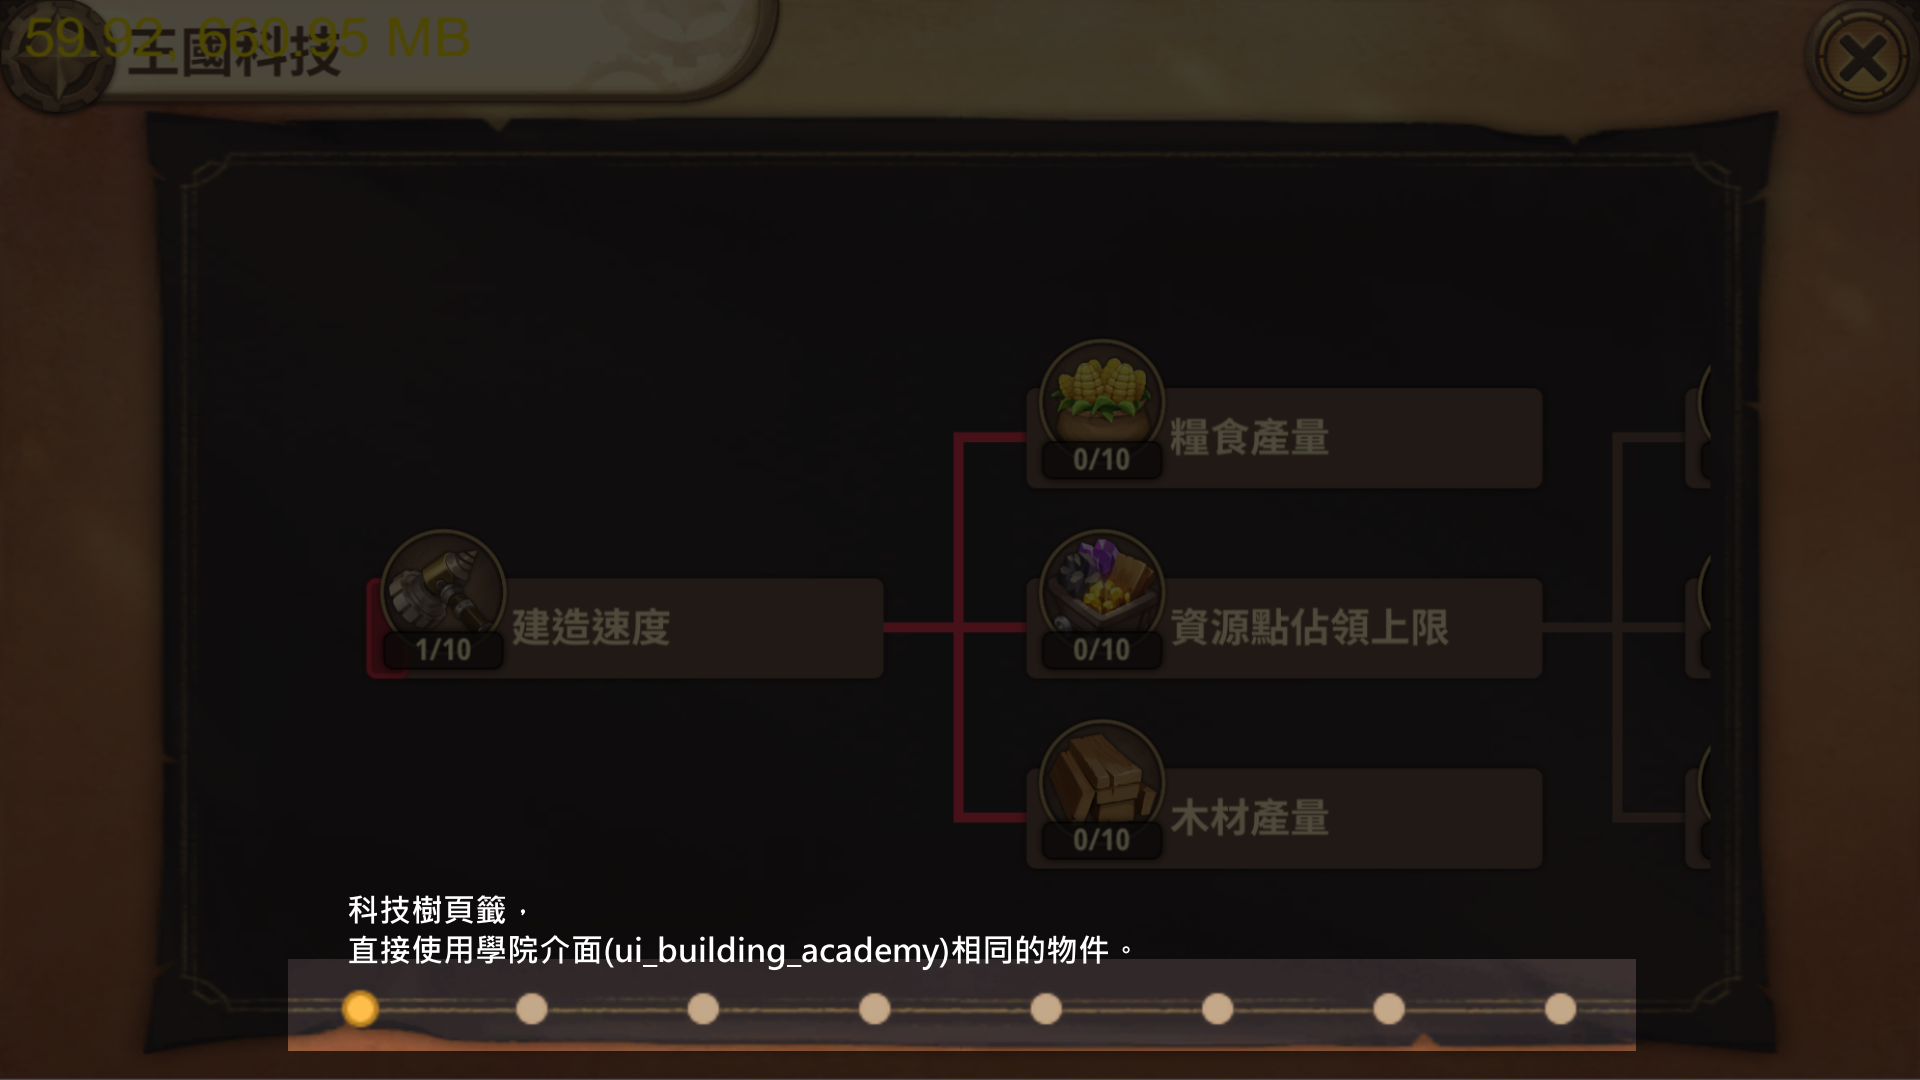 59.92, 660.95 MB
王國科技
糧食產量
0/10
建造速度
1/10
資源點佔領上限
0/10
木材產量
0/10
科技樹頁籤，
直接使用學院介面(ui_building_academy)相同的物件。